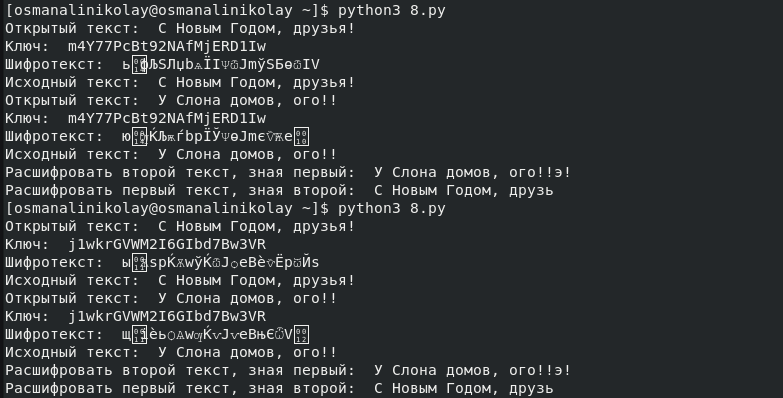 [osmanalinikolay@osmanalinikolay ~]$ python3 8.py
Открытый текст:  С Новым Годом, друзья!
Ключ:  m4Y77PcBt92NAfMjERD1Iw
Шифротекст:
Исходный текст:  С Новым Годом, друзья!
Открытый текст:  У Слона домов, ого!!
Ключ:  m4Y77PcBt92NAfMjERD1Iw
Шифротекст:
Исходный текст:  У Слона домов, ого!!
Расшифровать второй текст, зная первый:  У Слона домов, ого!!э!
Расшифровать первый текст, зная второй:  С Новым Годом, друзь
[osmanalinikolay@osmanalinikolay ~]$ python3 8.py
Открытый текст:  С Новым Годом, друзья!
Ключ:  j1wkrGVWM2I6GIbd7Bw3VR
Шифротекст:
Исходный текст:  С Новым Годом, друзья!
Открытый текст:  У Слона домов, ого!!
Ключ:  j1wkrGVWM2I6GIbd7Bw3VR
Шифротекст:
Исходный текст:  У Слона домов, ого!!
Расшифровать второй текст, зная первый:  У Слона домов, ого!!э!
Расшифровать первый текст, зная второй:  С Новым Годом, друзь